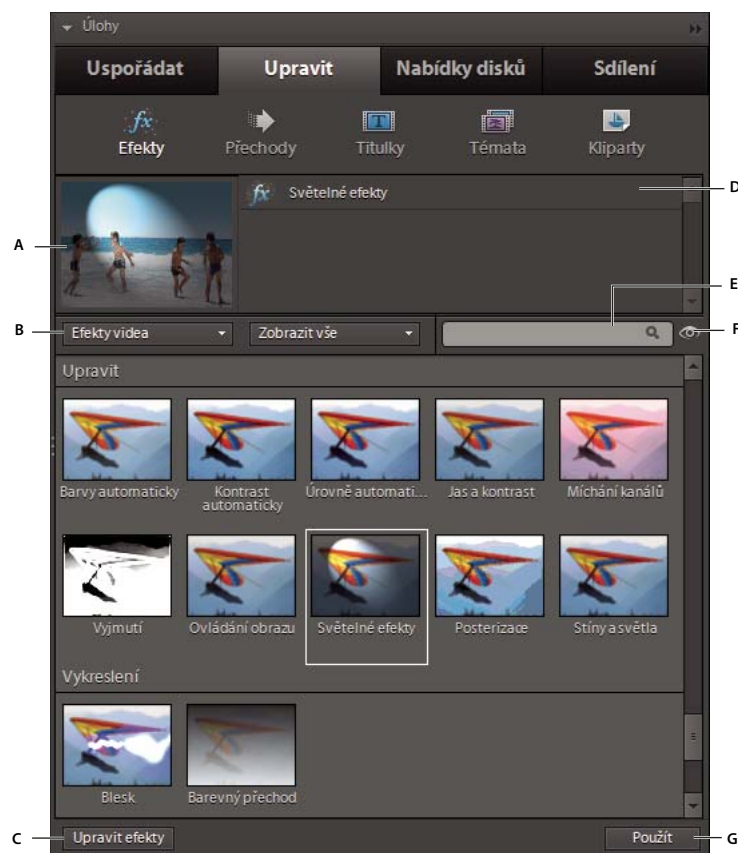 Úlohy
Uspořádat Upravit Nabídky disků Sdílení
fx
Efekty Přechody Titulky Témata Kliparty
fx Světelné efekty
D
A
E
B Efekty videa Zobrazit vše F
Upravit
Barvy automaticky Kontrast automaticky Úrovně automati... Jas a kontrast Míchání kanálů
Vyjmutí Ovládání obrazu Světelné efekty Posterizace Stíny a světla
Vykreslení
Blesk Barevný přechod
C Upravit efekty Použít G